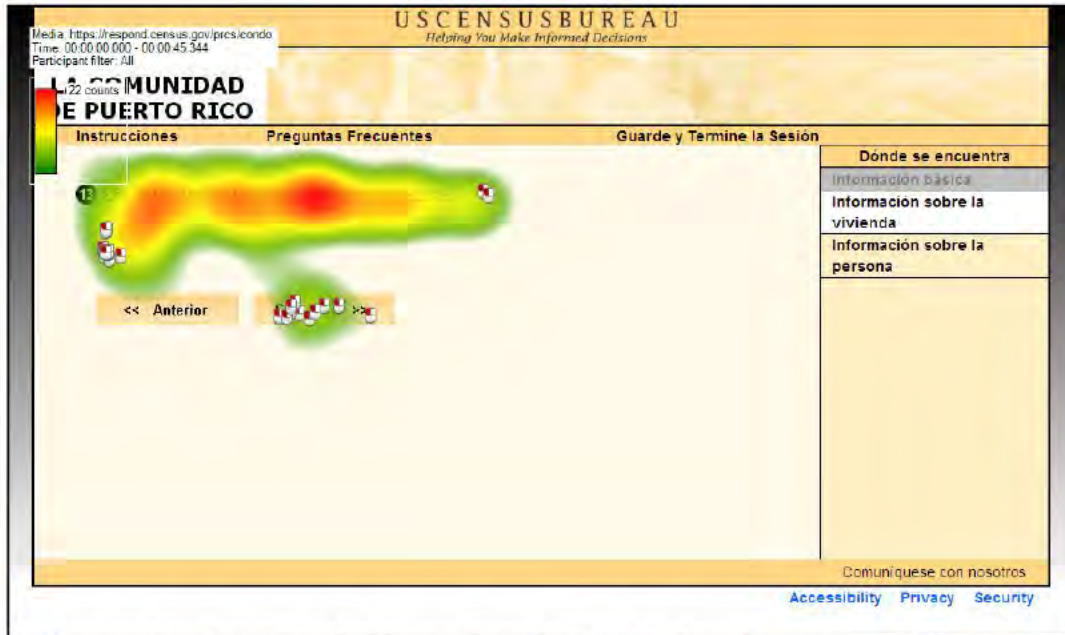 USCENSUSBUREAU
Helping You Make Informed Decisions
Media: https://respond.census.gov/prcs/condo
Time: 00:00:00.000 - 00:00:45.344
Participant filter: All
22 counts
LA COMUNIDAD
DE PUERTO RICO
Instrucciones Preguntas Frecuentes Guarde y Termine la Sesión
Dónde se encuentra
Información básica
Información sobre la
vivienda
Información sobre la
persona
13
<< Anterior >>
Comuníquese con nosotros
Accessibility Privacy Security